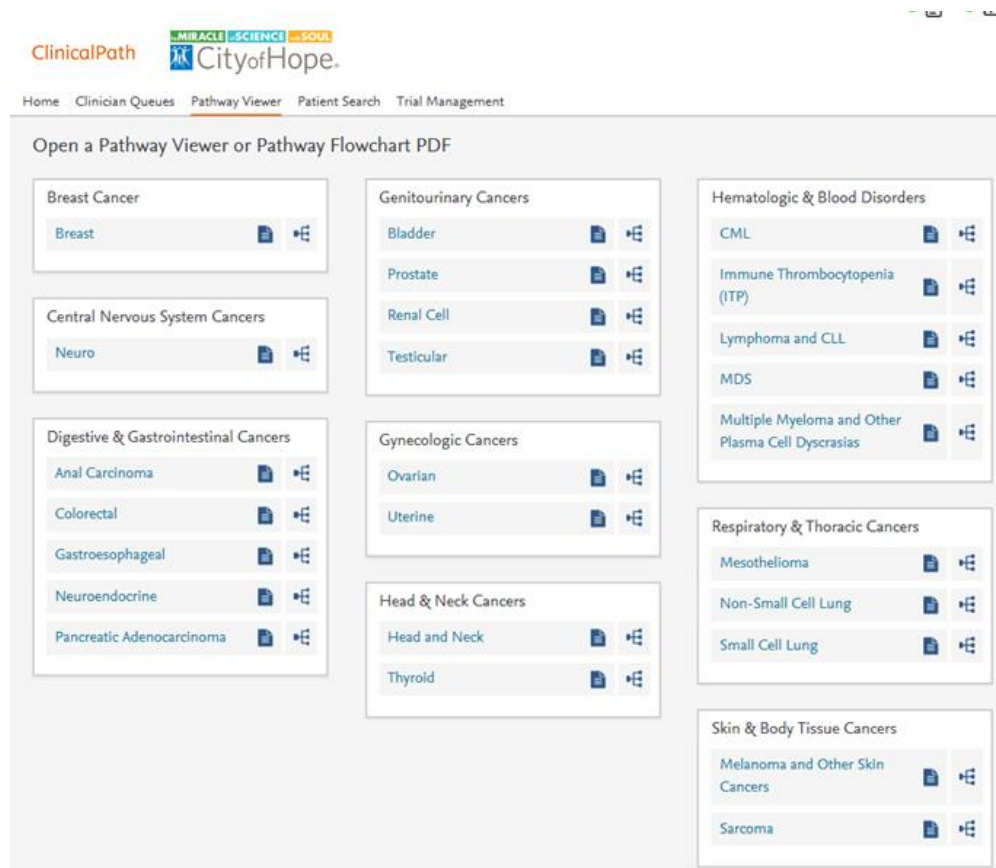 The MIRACLE of SCIENCE with SOUL
ClinicalPath
CityofHope.
Home Clinician Queues Pathway Viewer Patient Search Trial Management
Open a Pathway Viewer or Pathway Flowchart PDF
Breast Cancer
Breast
Central Nervous System Cancers
Neuro
Digestive & Gastrointestinal Cancers
Anal Carcinoma
Colorectal
Gastroesophageal
Neuroendocrine
Pancreatic Adenocarcinoma
Genitourinary Cancers
Bladder
Prostate
Renal Cell
Testicular
Gynecologic Cancers
Ovarian
Uterine
Head & Neck Cancers
Head and Neck
Thyroid
Hematologic & Blood Disorders
CML
Immune Thrombocytopenia
(ITP)
Lymphoma and CLL
MDS
Multiple Myeloma and Other
Plasma Cell Dyscrasias
Respiratory & Thoracic Cancers
Mesothelioma
Non-Small Cell Lung
Small Cell Lung
Skin & Body Tissue Cancers
Melanoma and Other Skin
Cancers
Sarcoma